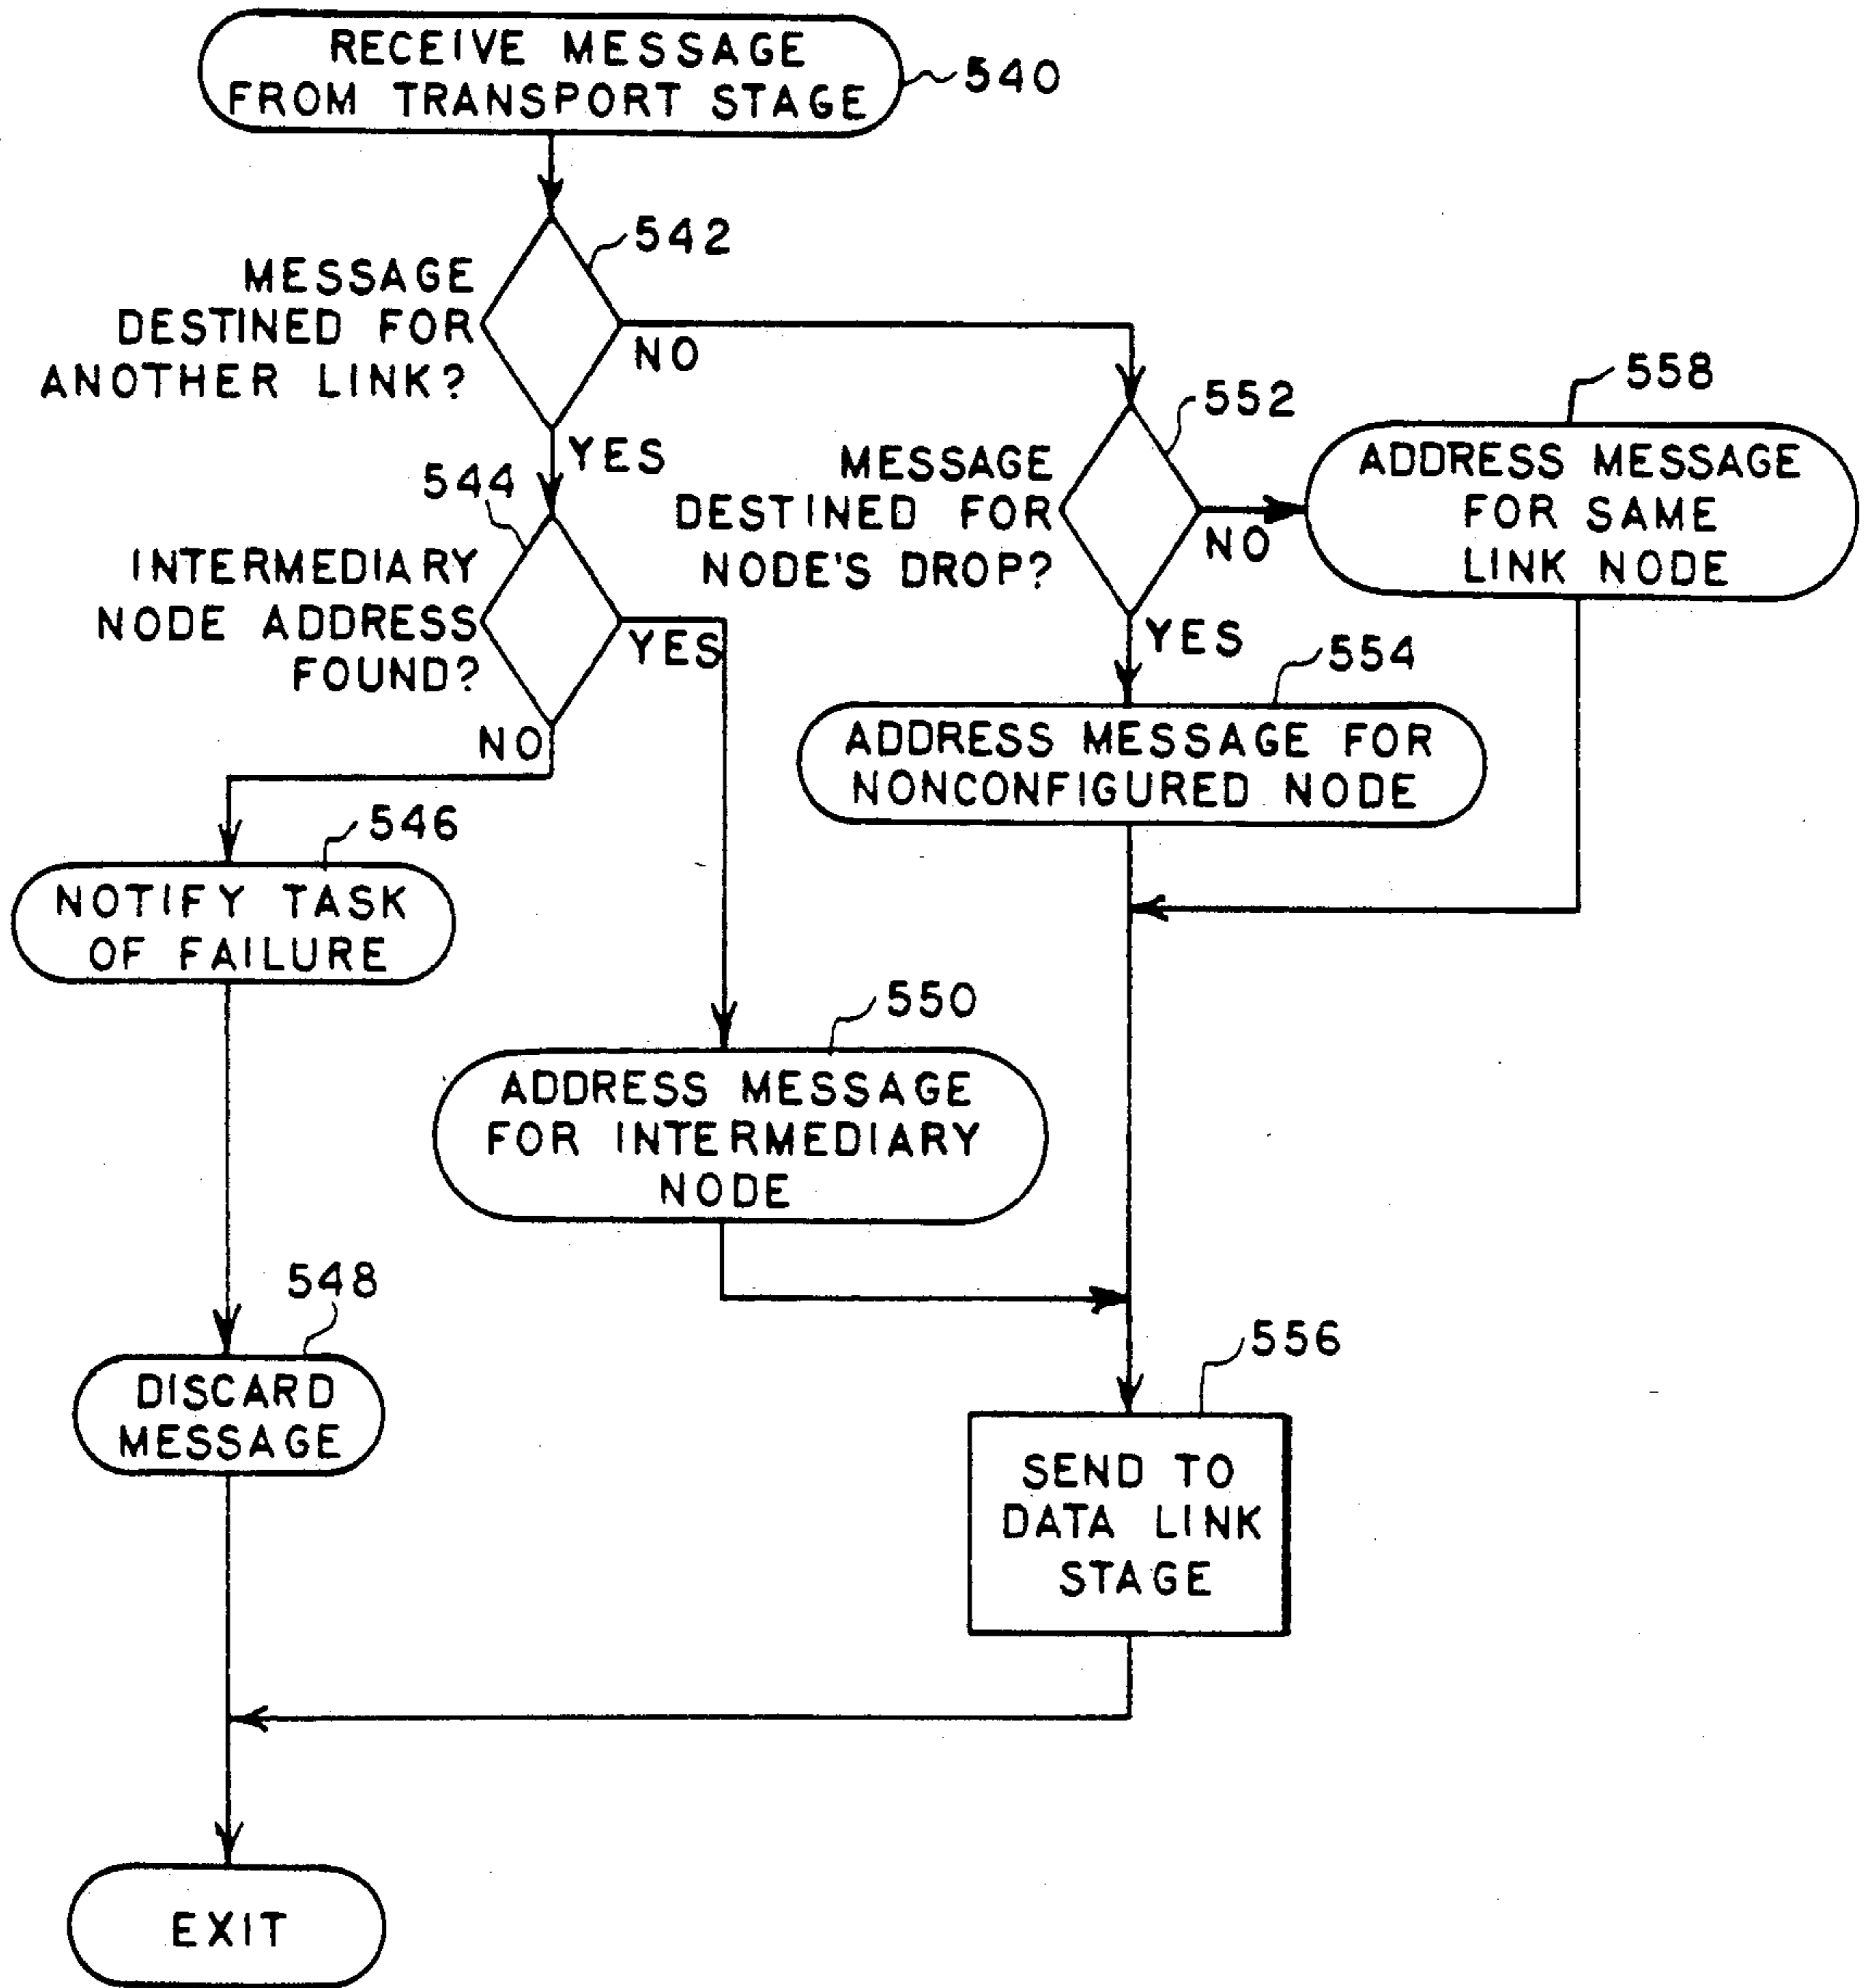 RECEIVE MESSAGE
FROM TRANSPORT STAGE
540
542
MESSAGE
DESTINED FOR
ANOTHER LINK?
NO
YES
552
558
MESSAGE
DESTINED FOR
NODE'S DROP?
NO
YES
ADDRESS MESSAGE
FOR SAME
LINK NODE
544
INTERMEDIARY
NODE ADDRESS
FOUND?
YES
NO
554
ADDRESS MESSAGE FOR
NONCONFIGURED NODE
546
NOTIFY TASK
OF FAILURE
550
ADDRESS MESSAGE
FOR INTERMEDIARY
NODE
548
DISCARD
MESSAGE
556
SEND TO
DATA LINK
STAGE
EXIT